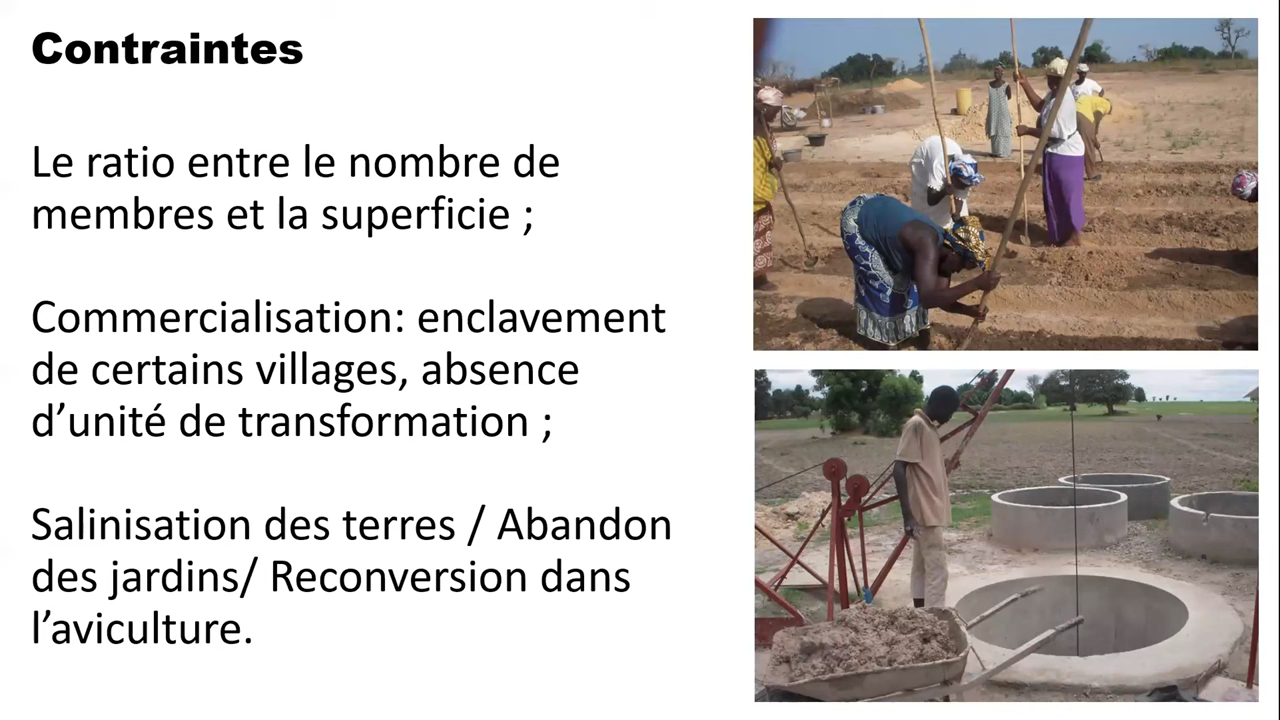 Contraintes
Le ratio entre le nombre de
membres et la superficie ;
Commercialisation: enclavement
de certains villages, absence
d’unité de transformation ;
Salinisation des terres / Abandon
des jardins/ Reconversion dans
l’aviculture.